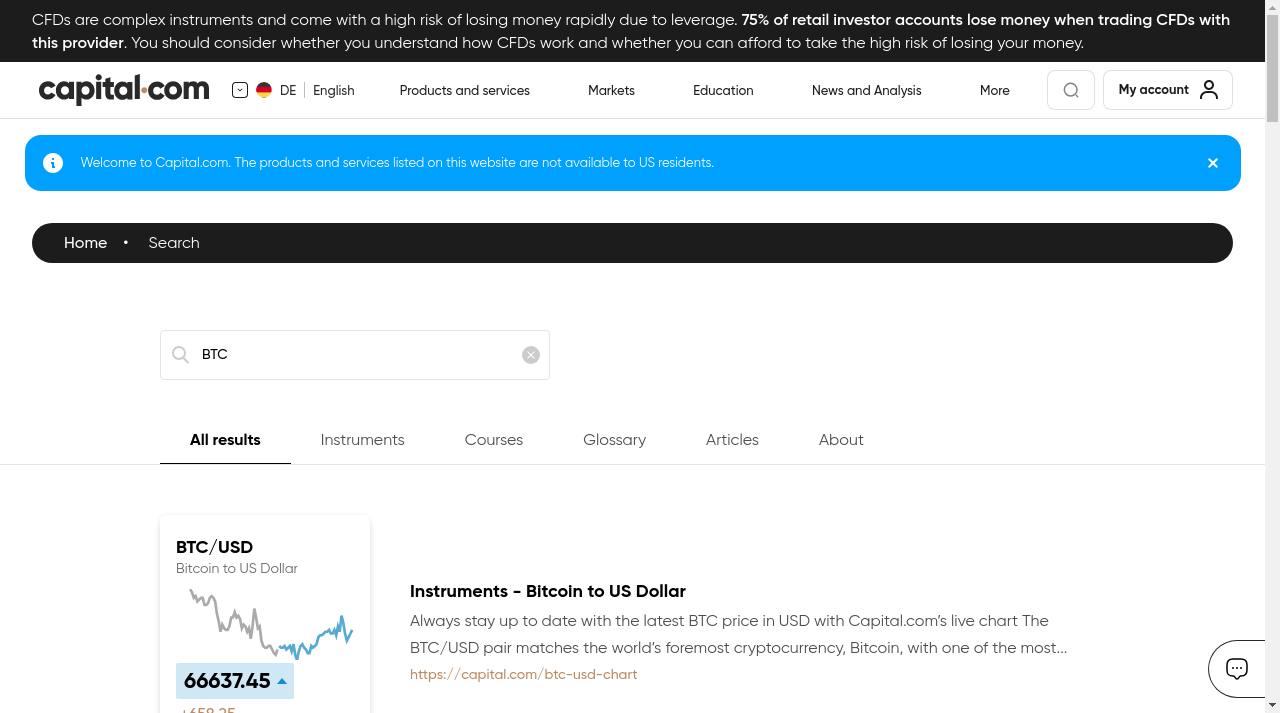 CFDs are complex instruments and come with a high risk of losing money rapidly due to leverage. 75% of retail investor accounts lose money when trading CFDs with
this provider. You should consider whether you understand how CFDs work and whether you can afford to take the high risk of losing your money.
capital.com DE English Products and services Markets Education News and Analysis More My account
Welcome to Capital.com. The products and services listed on this website are not available to US residents.
Home • Search
BTC
All results Instruments Courses Glossary Articles About
BTC/USD
Bitcoin to US Dollar
66637.45
+658.25
Instruments - Bitcoin to US Dollar
Always stay up to date with the latest BTC price in USD with Capital.com’s live chart The
BTC/USD pair matches the world’s foremost cryptocurrency, Bitcoin, with one of the most...
https://capital.com/btc-usd-chart